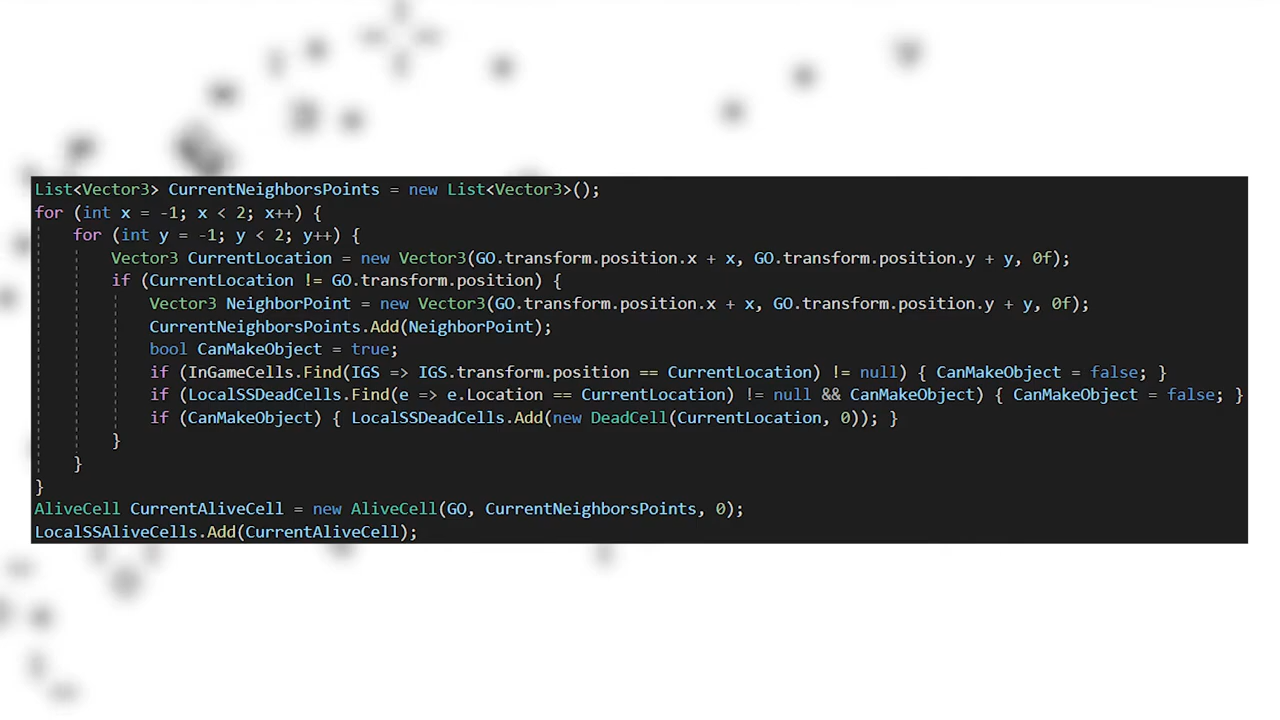 List<Vector3> CurrentNeighborsPoints = new List<Vector3>();
for (int x = -1; x < 2; x++) {
for (int y = -1; y < 2; y++) {
Vector3 CurrentLocation = new Vector3(GO.transform.position.x + x, GO.transform.position.y + y, 0f);
if (CurrentLocation != GO.transform.position) {
Vector3 NeighborPoint = new Vector3(GO.transform.position.x + x, GO.transform.position.y + y, 0f);
CurrentNeighborsPoints.Add(NeighborPoint);
bool CanMakeObject = true;
if (InGameCells.Find(IGS => IGS.transform.position == CurrentLocation) != null) { CanMakeObject = false; }
if (LocalSSDeadCells.Find(e => e.Location == CurrentLocation) != null && CanMakeObject) { CanMakeObject = false; }
if (CanMakeObject) { LocalSSDeadCells.Add(new DeadCell(CurrentLocation, 0)); }
}
}
}
AliveCell CurrentAliveCell = new AliveCell(GO, CurrentNeighborsPoints, 0);
LocalSSAliveCells.Add(CurrentAliveCell);